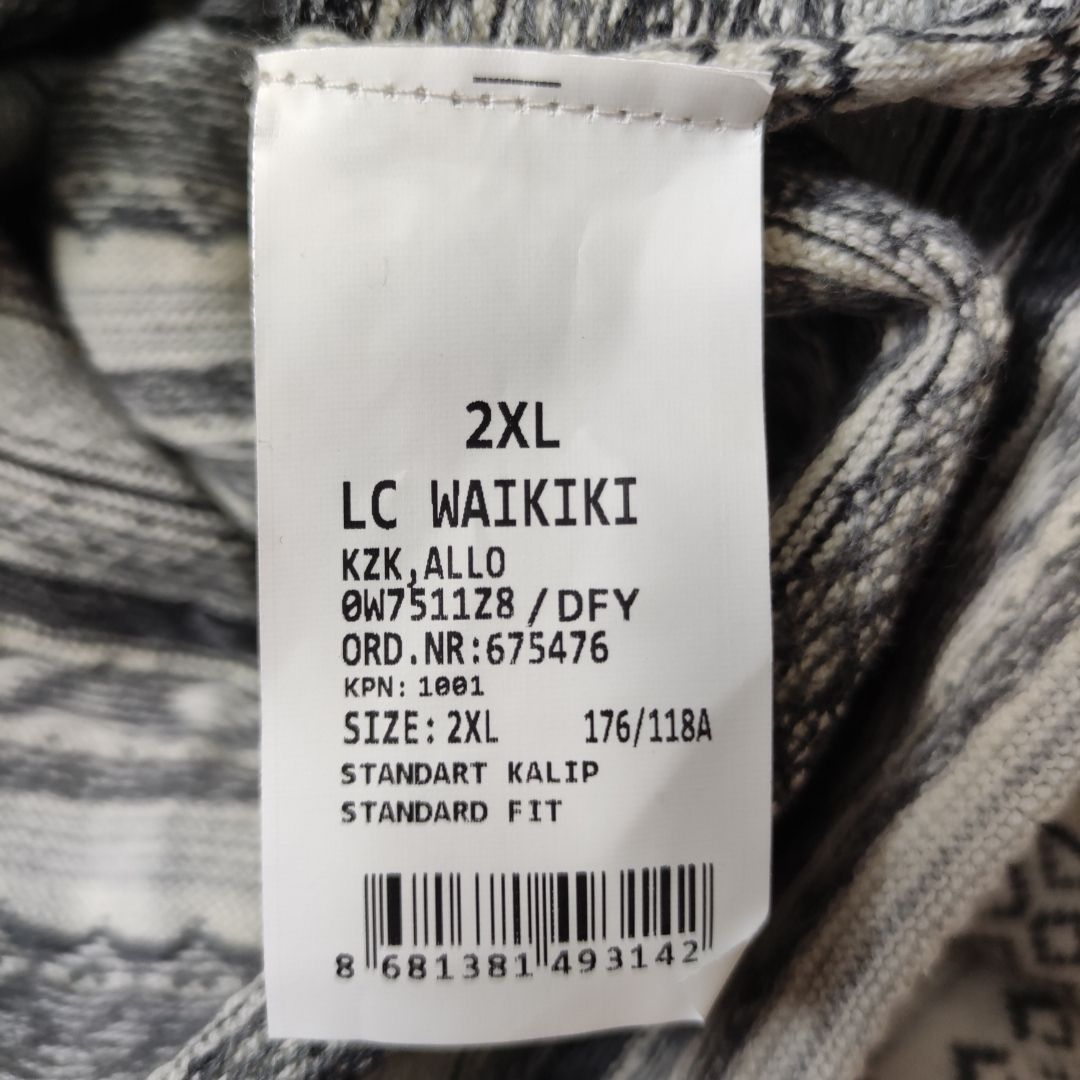 2XL
LC WAIKIKI
KZK,ALLO
0W7511Z8 / DFY
ORD.NR:675476
KPN: 1001
SIZE: 2XL 176/118A
STANDART KALIP
STANDARD FIT
8 681381 493142